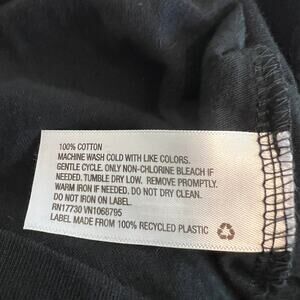 100% COTTON
MACHINE WASH COLD WITH LIKE COLORS.
GENTLE CYCLE. ONLY NON-CHLORINE BLEACH IF
NEEDED. TUMBLE DRY LOW. REMOVE PROMPTLY.
WARM IRON IF NEEDED. DO NOT DRY CLEAN.
DO NOT IRON ON LABEL.
RN17730 VN1068795
LABEL MADE FROM 100% RECYCLED PLASTIC